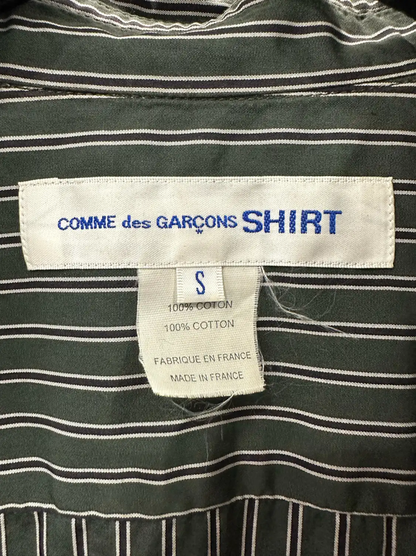 COMME des GARÇONS SHIRT
S
100% COTON
100% COTTON
FABRIQUE EN FRANCE
MADE IN FRANCE